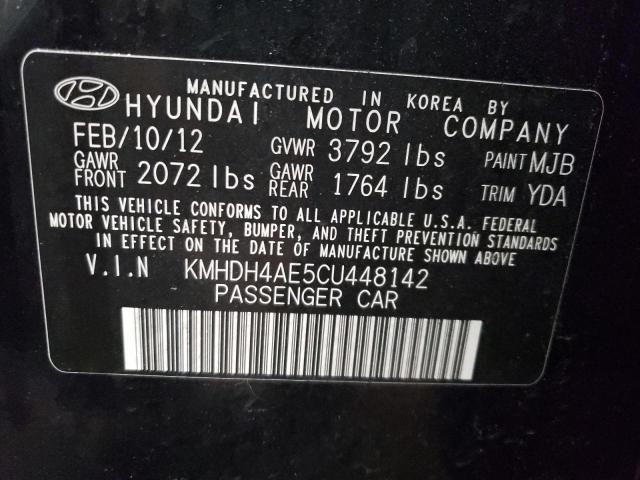 MANUFACTURED IN KOREA BY
HYUNDAI MOTOR COMPANY
FEB/10/12 GVWR 3792 lbs PAINT MJB
GAWR FRONT 2072 lbs GAWR REAR 1764 lbs TRIM YDA
THIS VEHICLE CONFORMS TO ALL APPLICABLE U.S.A. FEDERAL
MOTOR VEHICLE SAFETY, BUMPER, AND THEFT PREVENTION STANDARDS
IN EFFECT ON THE DATE OF MANUFACTURE SHOWN ABOVE
V.I.N KMHDH4AE5CU448142
PASSENGER CAR